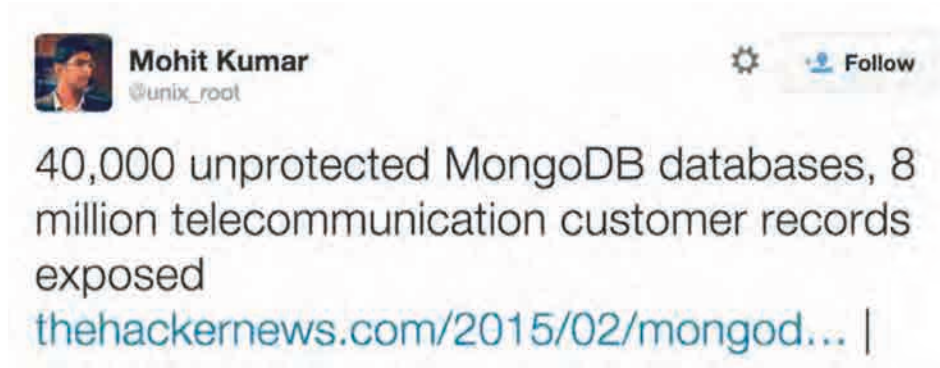 Mohit Kumar
Follow
@unix_root
40,000 unprotected MongoDB databases, 8
million telecommunication customer records
exposed
thehackernews.com/2015/02/mongod... |